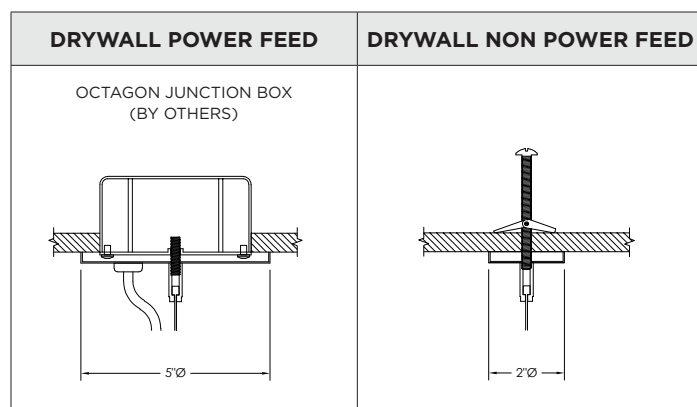 DRYWALL POWER FEED
DRYWALL NON POWER FEED
OCTAGON JUNCTION BOX
(BY OTHERS)
5"Ø
2"Ø